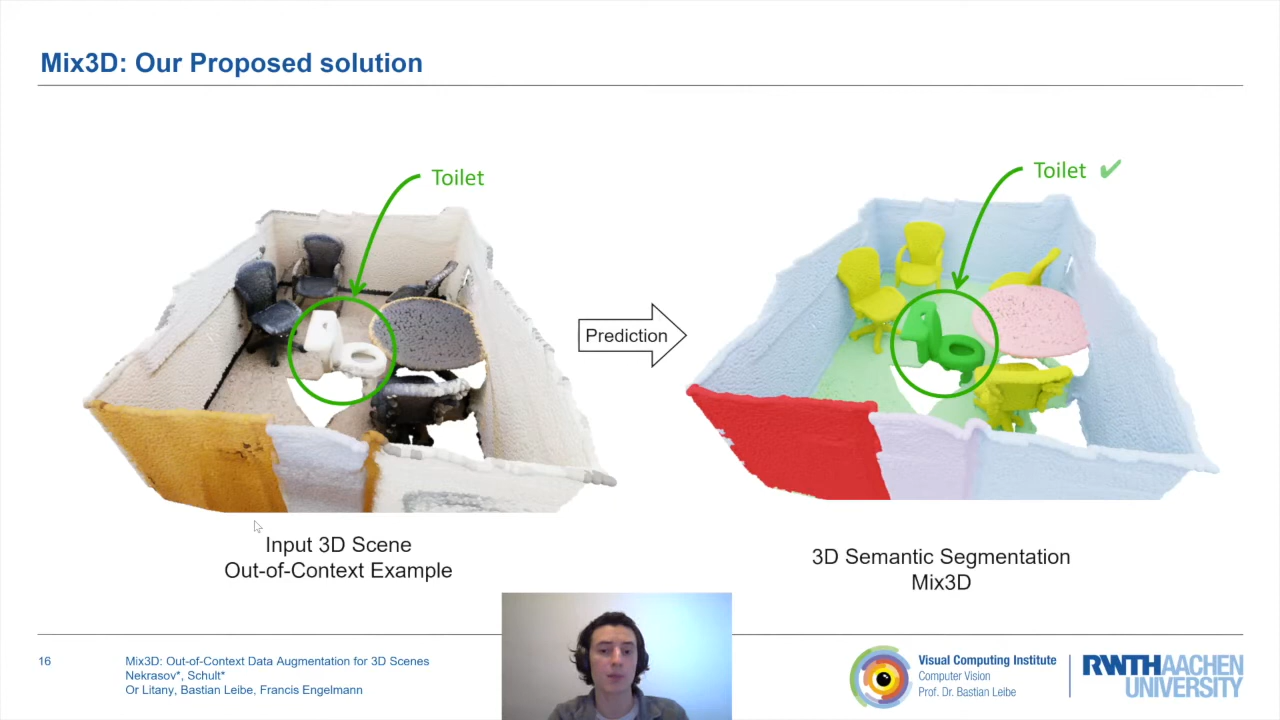 Mix3D: Our Proposed solution
Toilet
Toilet ✔
Prediction
Input 3D Scene
Out-of-Context Example
3D Semantic Segmentation
Mix3D
16
Mix3D: Out-of-Context Data Augmentation for 3D Scenes
Nekrasov*, Schult*
Or Litany, Bastian Leibe, Francis Engelmann
Visual Computing Institute
Computer Vision
Prof. Dr. Bastian Leibe
RWTHAACHEN
UNIVERSITY